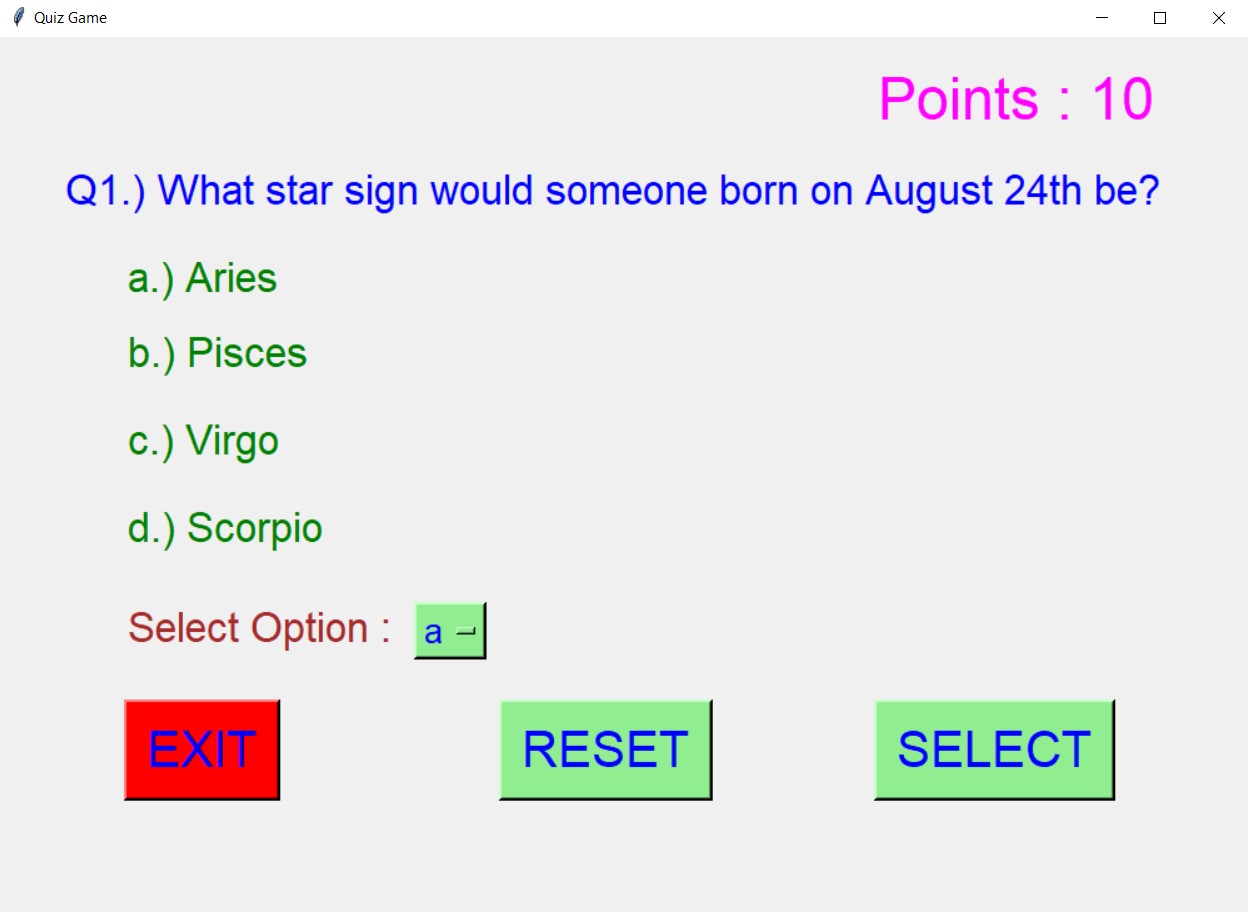 Quiz Game
Points : 10
Q1.) What star sign would someone born on August 24th be?
a.) Aries
b.) Pisces
c.) Virgo
d.) Scorpio
Select Option : a
EXIT RESET SELECT